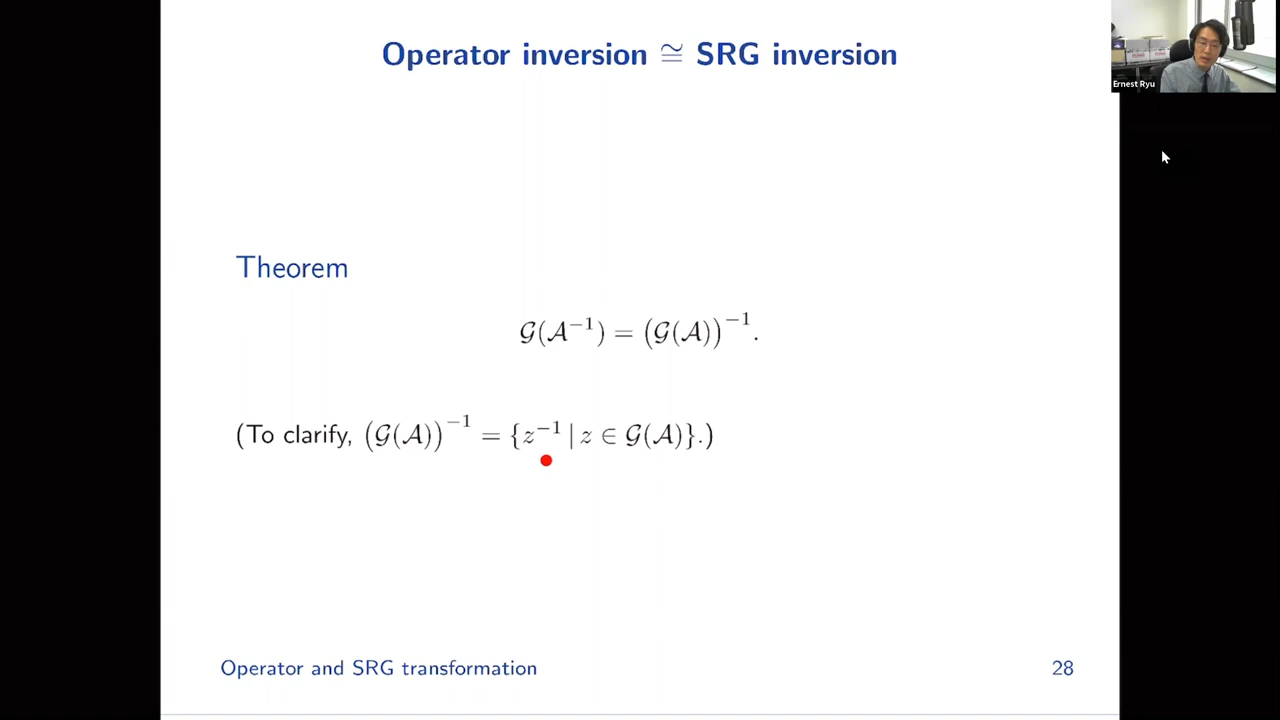 Operator inversion ≅ SRG inversion
Ernest Ryu
Theorem
𝒢(𝒜⁻¹) = (𝒢(𝒜))⁻¹.
(To clarify, (𝒢(𝒜))⁻¹ = {z⁻¹ | z ∈ 𝒢(𝒜)}.)
Operator and SRG transformation 28